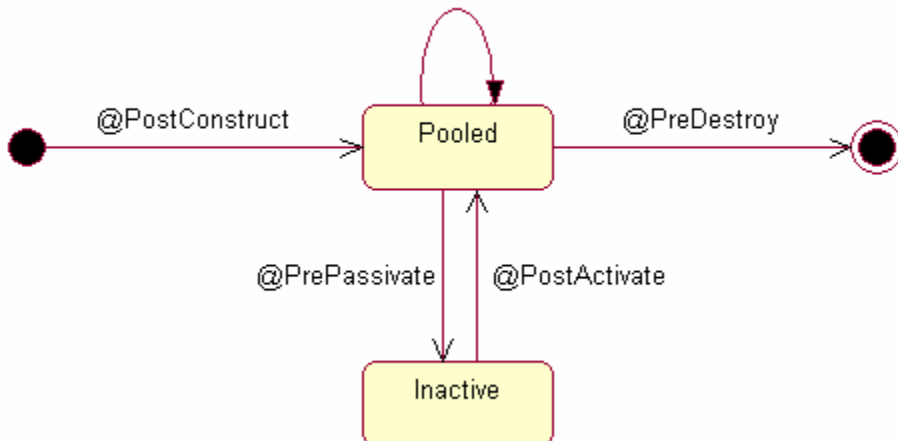 @PostConstruct
Pooled
@PreDestroy
@PrePassivate
@PostActivate
Inactive